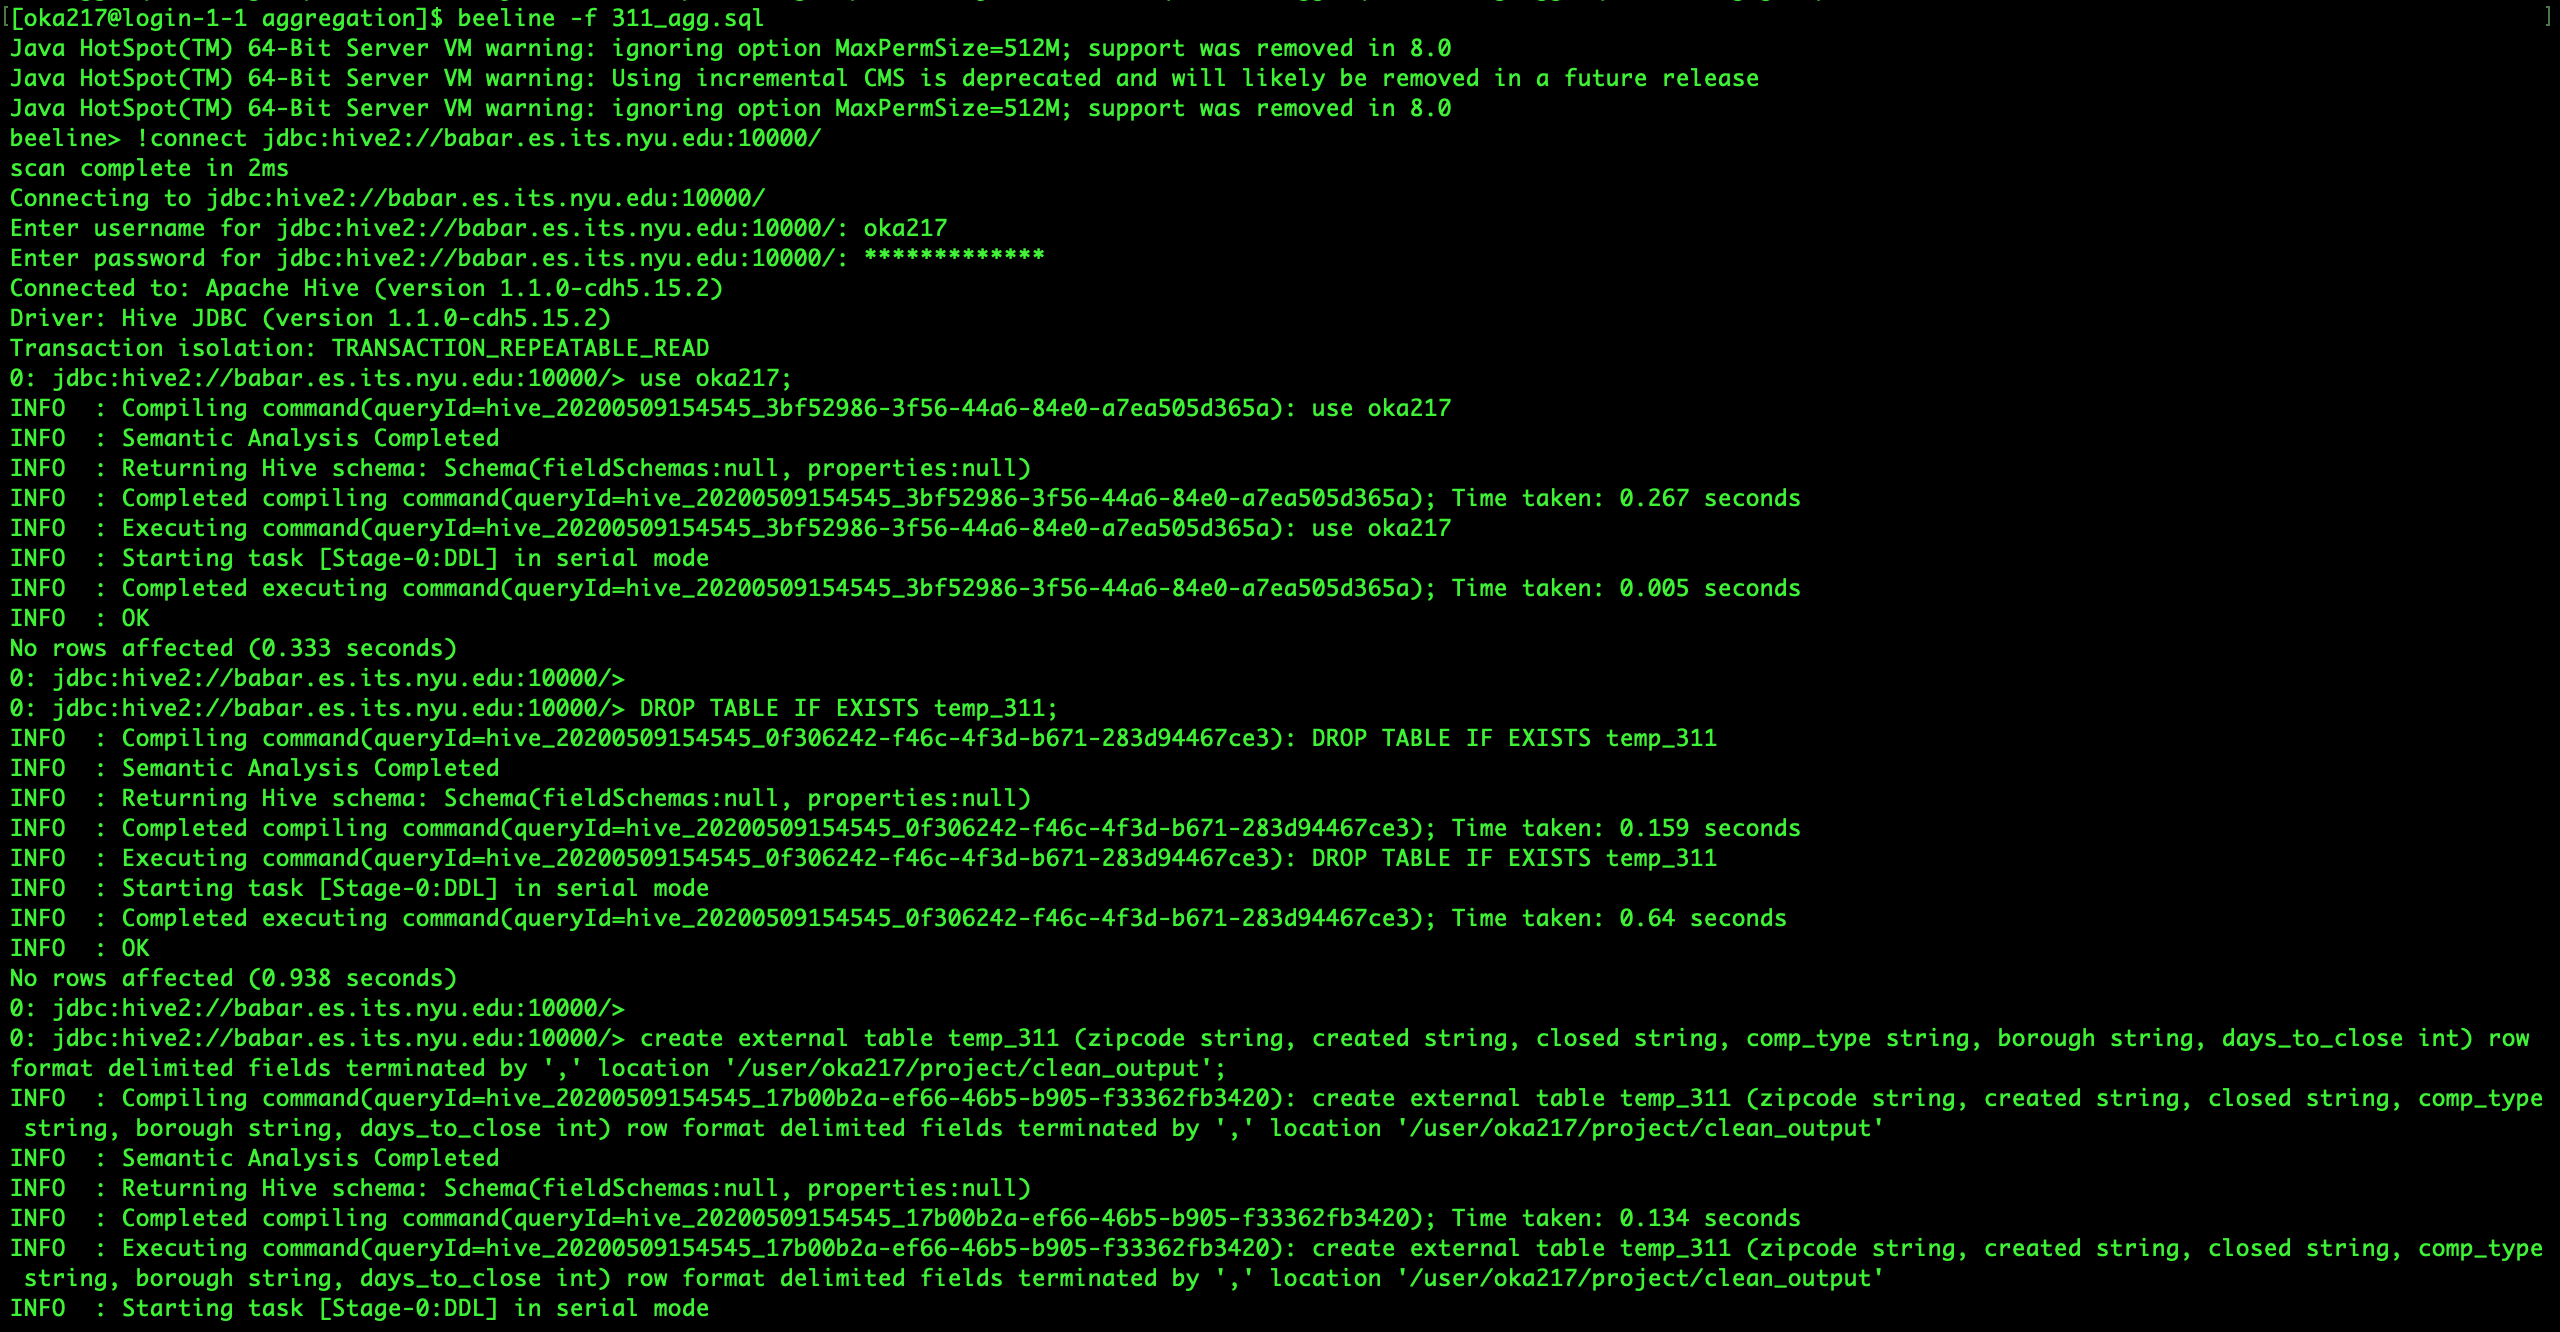 [[oka217@login-1-1 aggregation]$ beeline -f 311_agg.sql ]
Java HotSpot(TM) 64-Bit Server VM warning: ignoring option MaxPermSize=512M; support was removed in 8.0
Java HotSpot(TM) 64-Bit Server VM warning: Using incremental CMS is deprecated and will likely be removed in a future release
Java HotSpot(TM) 64-Bit Server VM warning: ignoring option MaxPermSize=512M; support was removed in 8.0
beeline> !connect jdbc:hive2://babar.es.its.nyu.edu:10000/
scan complete in 2ms
Connecting to jdbc:hive2://babar.es.its.nyu.edu:10000/
Enter username for jdbc:hive2://babar.es.its.nyu.edu:10000/: oka217
Enter password for jdbc:hive2://babar.es.its.nyu.edu:10000/: *************
Connected to: Apache Hive (version 1.1.0-cdh5.15.2)
Driver: Hive JDBC (version 1.1.0-cdh5.15.2)
Transaction isolation: TRANSACTION_REPEATABLE_READ
0: jdbc:hive2://babar.es.its.nyu.edu:10000/> use oka217;
INFO  : Compiling command(queryId=hive_20200509154545_3bf52986-3f56-44a6-84e0-a7ea505d365a): use oka217
INFO  : Semantic Analysis Completed
INFO  : Returning Hive schema: Schema(fieldSchemas:null, properties:null)
INFO  : Completed compiling command(queryId=hive_20200509154545_3bf52986-3f56-44a6-84e0-a7ea505d365a); Time taken: 0.267 seconds
INFO  : Executing command(queryId=hive_20200509154545_3bf52986-3f56-44a6-84e0-a7ea505d365a): use oka217
INFO  : Starting task [Stage-0:DDL] in serial mode
INFO  : Completed executing command(queryId=hive_20200509154545_3bf52986-3f56-44a6-84e0-a7ea505d365a); Time taken: 0.005 seconds
INFO  : OK
No rows affected (0.333 seconds)
0: jdbc:hive2://babar.es.its.nyu.edu:10000/>
0: jdbc:hive2://babar.es.its.nyu.edu:10000/> DROP TABLE IF EXISTS temp_311;
INFO  : Compiling command(queryId=hive_20200509154545_0f306242-f46c-4f3d-b671-283d94467ce3): DROP TABLE IF EXISTS temp_311
INFO  : Semantic Analysis Completed
INFO  : Returning Hive schema: Schema(fieldSchemas:null, properties:null)
INFO  : Completed compiling command(queryId=hive_20200509154545_0f306242-f46c-4f3d-b671-283d94467ce3); Time taken: 0.159 seconds
INFO  : Executing command(queryId=hive_20200509154545_0f306242-f46c-4f3d-b671-283d94467ce3): DROP TABLE IF EXISTS temp_311
INFO  : Starting task [Stage-0:DDL] in serial mode
INFO  : Completed executing command(queryId=hive_20200509154545_0f306242-f46c-4f3d-b671-283d94467ce3); Time taken: 0.64 seconds
INFO  : OK
No rows affected (0.938 seconds)
0: jdbc:hive2://babar.es.its.nyu.edu:10000/>
0: jdbc:hive2://babar.es.its.nyu.edu:10000/> create external table temp_311 (zipcode string, created string, closed string, comp_type string, borough string, days_to_close int) row
format delimited fields terminated by ',' location '/user/oka217/project/clean_output';
INFO  : Compiling command(queryId=hive_20200509154545_17b00b2a-ef66-46b5-b905-f33362fb3420): create external table temp_311 (zipcode string, created string, closed string, comp_type
 string, borough string, days_to_close int) row format delimited fields terminated by ',' location '/user/oka217/project/clean_output'
INFO  : Semantic Analysis Completed
INFO  : Returning Hive schema: Schema(fieldSchemas:null, properties:null)
INFO  : Completed compiling command(queryId=hive_20200509154545_17b00b2a-ef66-46b5-b905-f33362fb3420); Time taken: 0.134 seconds
INFO  : Executing command(queryId=hive_20200509154545_17b00b2a-ef66-46b5-b905-f33362fb3420): create external table temp_311 (zipcode string, created string, closed string, comp_type
 string, borough string, days_to_close int) row format delimited fields terminated by ',' location '/user/oka217/project/clean_output'
INFO  : Starting task [Stage-0:DDL] in serial mode